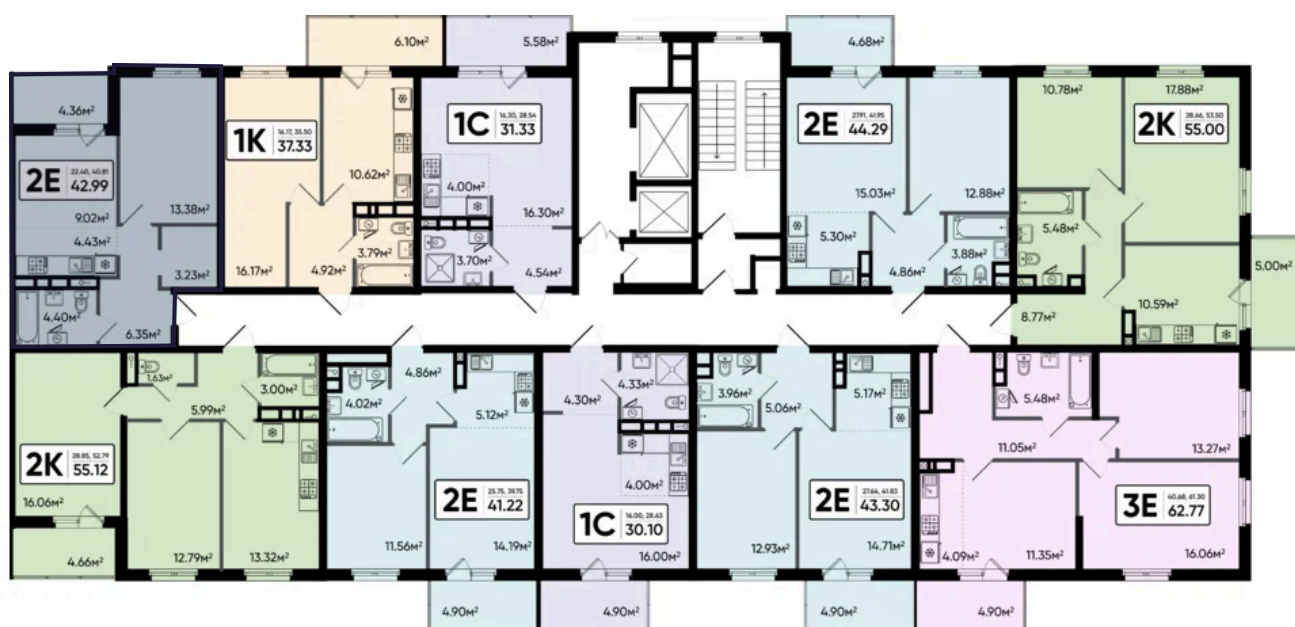 4.36м²
2E
22.40, 40.81
42.99
9.02м²
4.43м²
13.38м²
3.23м²
4.40м²
6.35м²
1K
16.17, 35.50
37.33
16.17м²
6.10м²
10.62м²
4.92м²
3.79м²
5.58м²
1C
16.30, 28.54
31.33
4.00м²
16.30м²
3.70м²
4.54м²
4.68м²
2E
27.91, 41.95
44.29
15.03м²
12.88м²
5.30м²
4.86м²
3.88м²
10.78м²
17.88м²
2K
28.66, 53.50
55.00
5.48м²
8.77м²
10.59м²
5.00м²
1.63м²
5.99м²
3.00м²
2K
28.85, 52.79
55.12
16.06м²
4.66м²
12.79м²
13.32м²
4.02м²
4.86м²
5.12м²
2E
25.75, 39.75
41.22
11.56м²
14.19м²
4.90м²
4.30м²
4.33м²
4.00м²
1C
16.00, 28.63
30.10
16.00м²
4.90м²
3.96м²
5.06м²
5.17м²
2E
27.64, 41.83
43.30
12.93м²
14.71м²
4.90м²
5.48м²
11.05м²
13.27м²
3E
40.68, 61.30
62.77
4.09м²
11.35м²
16.06м²
4.90м²